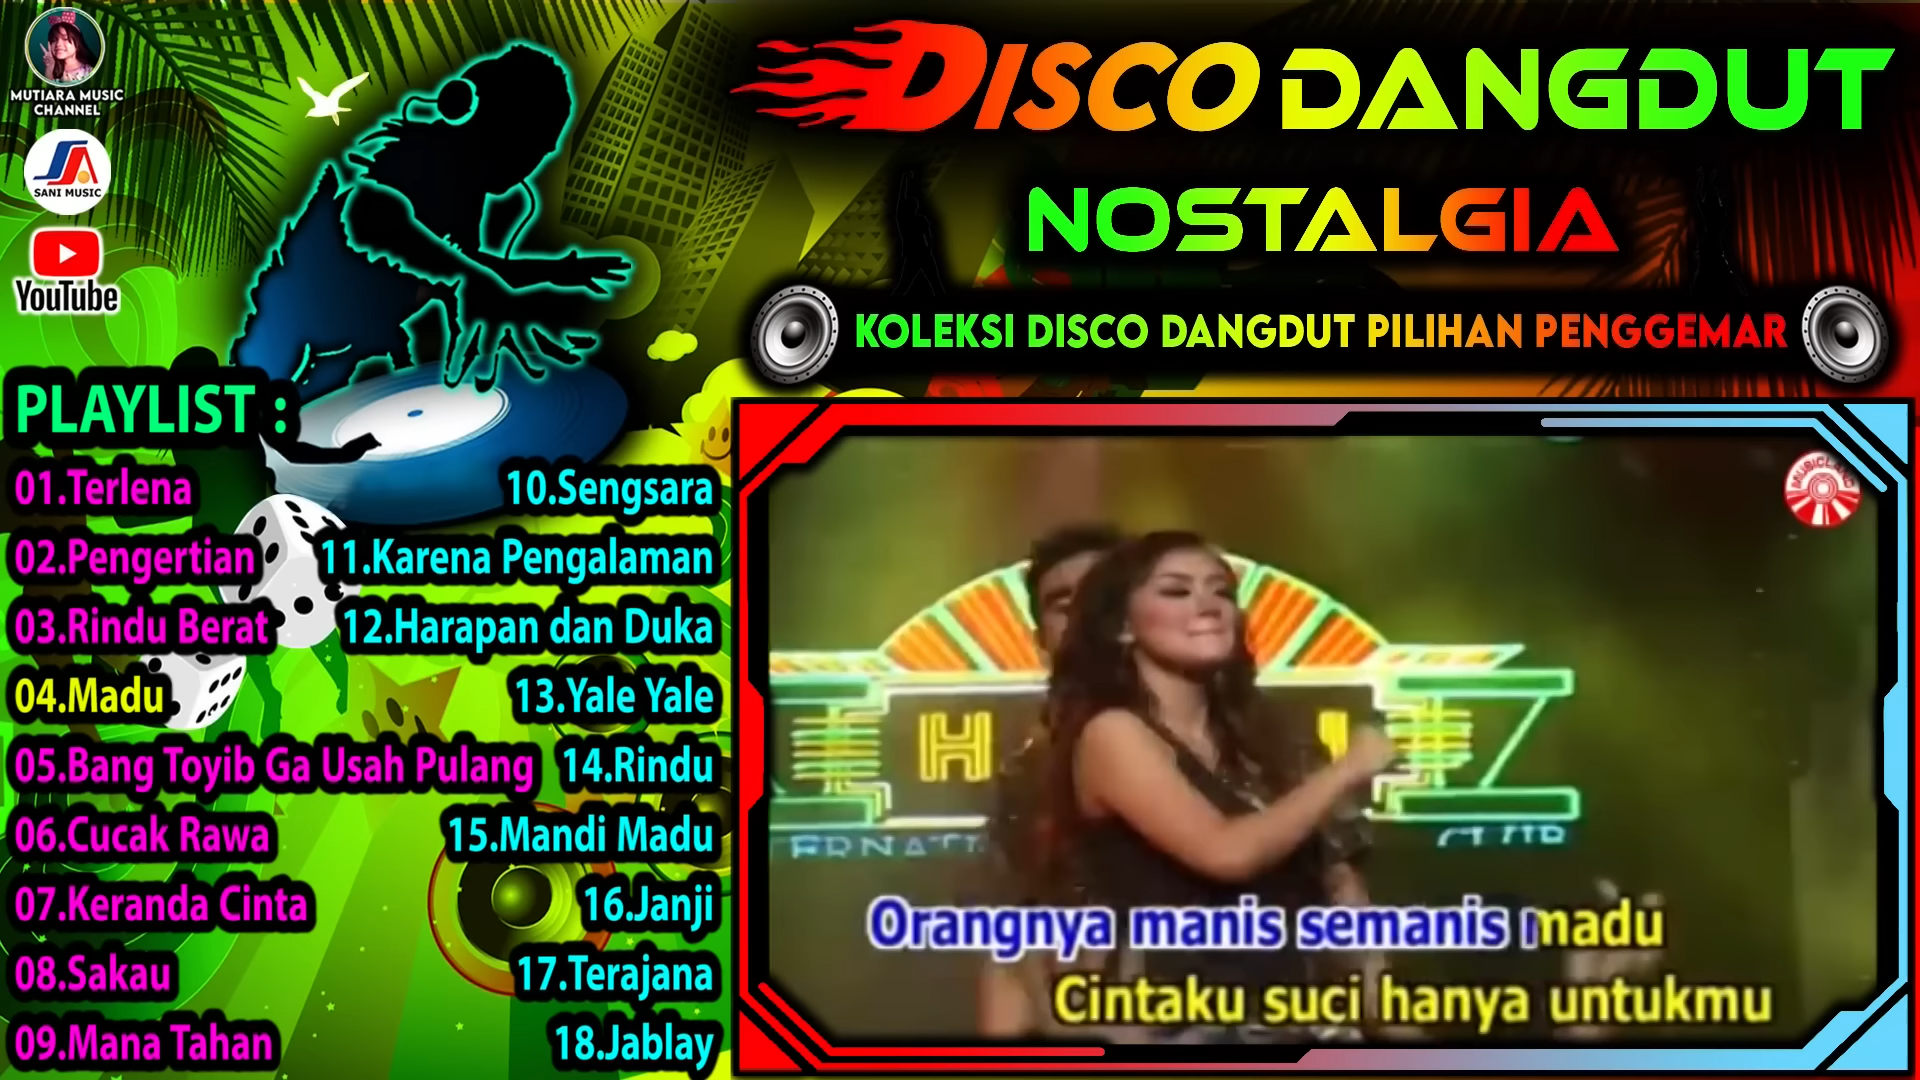 MUTIARA MUSIC
CHANNEL
SANI MUSIC
YouTube
DISCO DANGDUT
NOSTALGIA
KOLEKSI DISCO DANGDUT PILIHAN PENGGEMAR
PLAYLIST :
01.Terlena
02.Pengertian
03.Rindu Berat
04.Madu
05.Bang Toyib Ga Usah Pulang
06.Cucak Rawa
07.Keranda Cinta
08.Sakau
09.Mana Tahan
10.Sengsara
11.Karena Pengalaman
12.Harapan dan Duka
13.Yale Yale
14.Rindu
15.Mandi Madu
16.Janji
17.Terajana
18.Jablay
MUSICLAND
H
CLUB
Orangnya manis semanis madu
Cintaku suci hanya untukmu